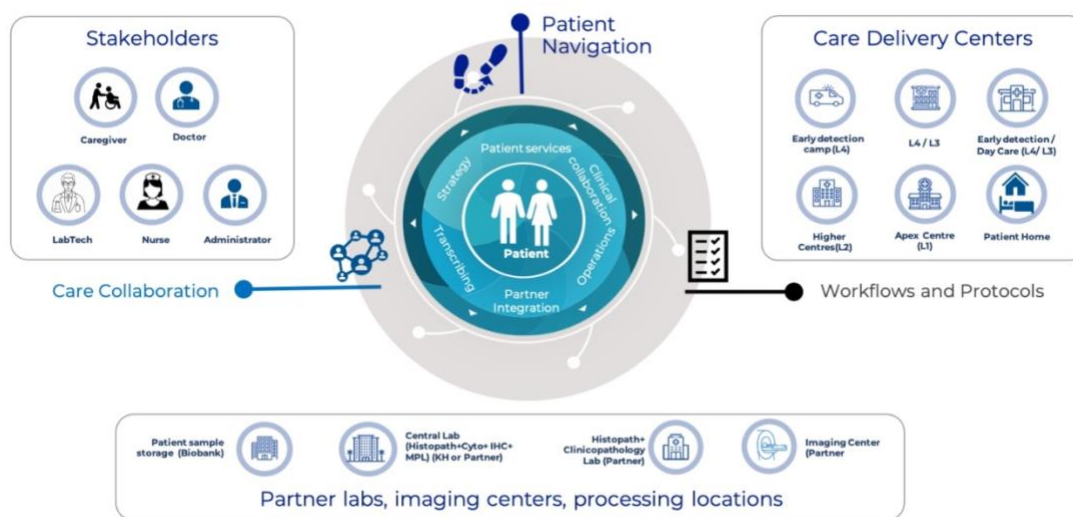 Stakeholders
Caregiver
Doctor
LabTech
Nurse
Administrator
Patient
Navigation
Care Delivery Centers
Early detection
camp (L4)
L4 / L3
Early detection /
Day Care (L4/ L3)
Higher
Centres(L2)
Apex Centre
(L1)
Patient Home
Patient services
Strategy
Clinical
collaboration
Transcribing
Operations
Partner
Integration
Patient
Care Collaboration
Workflows and Protocols
Patient sample
storage (Biobank)
Central Lab
(Histopath+Cyto+ IHC+
MPL) (KH or Partner)
Histopath+
Clinicopathology
Lab (Partner)
Imaging Center
(Partner
Partner labs, imaging centers, processing locations